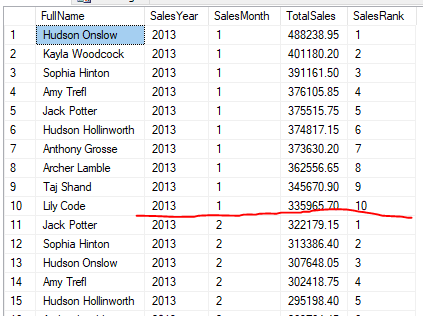 FullName SalesYear SalesMonth TotalSales SalesRank
1 Hudson Onslow 2013 1 488238.95 1
2 Kayla Woodcock 2013 1 401180.20 2
3 Sophia Hinton 2013 1 391161.50 3
4 Amy Trefl 2013 1 376105.85 4
5 Jack Potter 2013 1 375515.75 5
6 Hudson Hollinworth 2013 1 374817.15 6
7 Anthony Grosse 2013 1 373630.20 7
8 Archer Lamble 2013 1 362556.65 8
9 Taj Shand 2013 1 345670.90 9
10 Lily Code 2013 1 335965.70 10
11 Jack Potter 2013 2 322179.15 1
12 Sophia Hinton 2013 2 313386.40 2
13 Hudson Onslow 2013 2 307648.05 3
14 Amy Trefl 2013 2 302418.75 4
15 Hudson Hollinworth 2013 2 295198.40 5